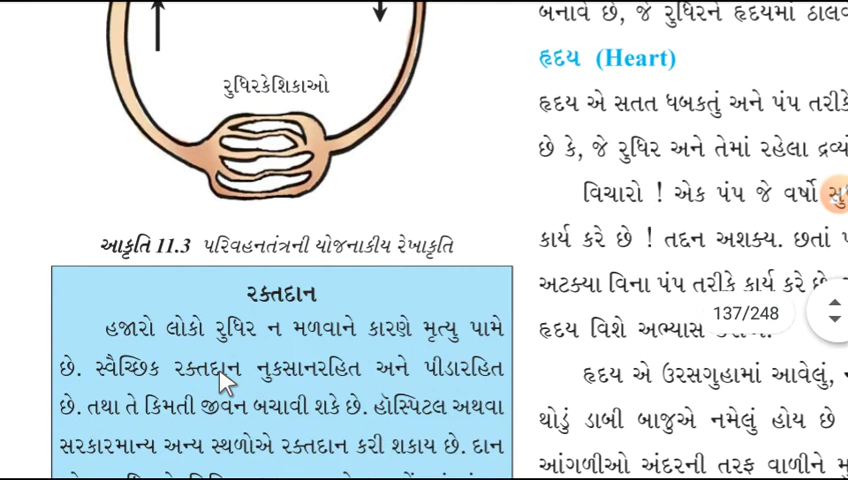 રુધિરકેશિકાઓ
આકૃતિ 11.3 પરિવહનતંત્રની યોજનાકીય રેખાકૃતિ
રક્તદાન
હજારો લોકો રુધિર ન મળવાને કારણે મૃત્યુ પામે
છે. સ્વૈચ્છિક રક્તદાન નુકસાનરહિત અને પીડારહિત
છે. તથા તે કિમતી જીવન બચાવી શકે છે. હૉસ્પિટલ અથવા
સરકારમાન્ય અન્ય સ્થળોએ રક્તદાન કરી શકાય છે. દાન
બનાવે છે, જે રુધિરને હૃદયમાં
હૃદય (Heart)
હૃદય એ સતત ધબકતું અને પંપ તરીકે
છે કે, જે રુધિર અને તેમાં રહેલા
વિચારો ! એક પંપ જે વર્ષો
કાર્ય કરે છે ! તદ્દન અશક્ય. છતાં
અટક્યા વિના પંપ તરીકે કાર્ય કરે છે
137/248
હૃદય વિશે અભ્યાસ
હૃદય એ ઉરસગુહામાં આવેલું,
થોડું ડાબી બાજુએ નમેલું હોય છે
આંગળીઓ અંદરની તરફ વાળીને